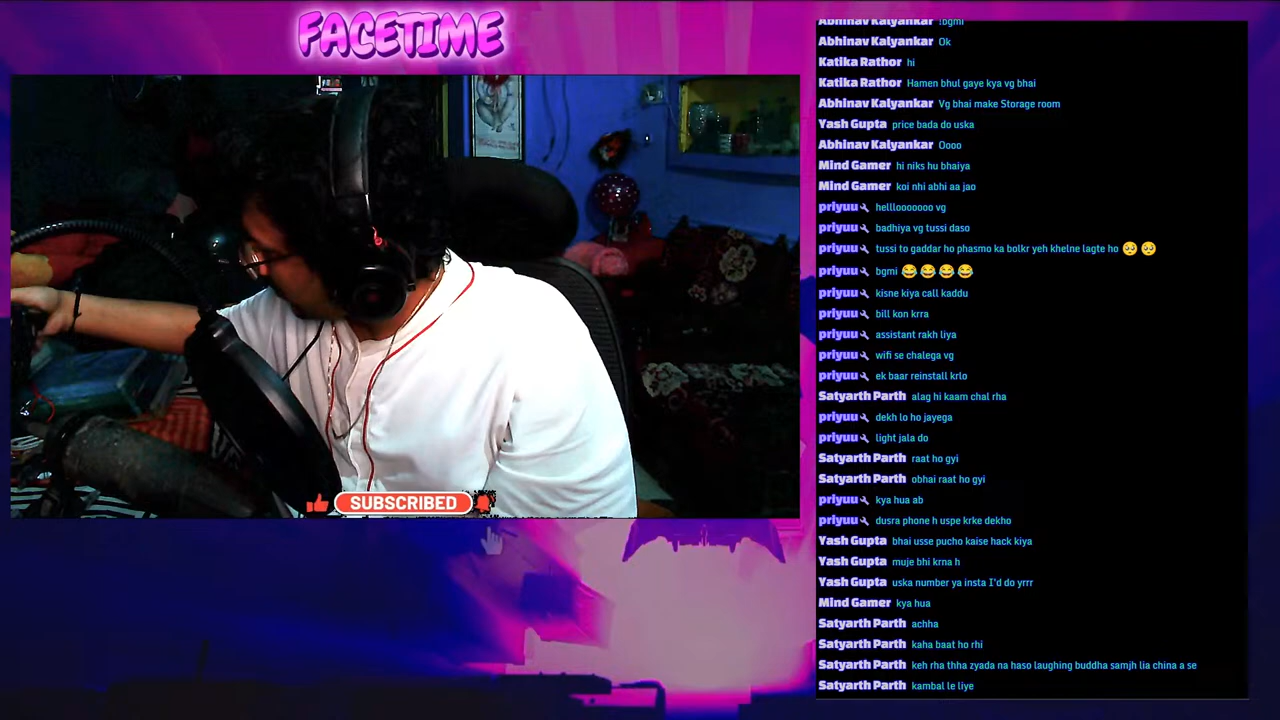 FACETIME
Abhinav Kalyankar !bgmi
Abhinav Kalyankar Ok
Katika Rathor hi
Katika Rathor Hamen bhul gaye kya vg bhai
Abhinav Kalyankar Vg bhai make Storage room
Yash Gupta price bada do uska
Abhinav Kalyankar Oooo
Mind Gamer hi niks hu bhaiya
Mind Gamer koi nhi abhi aa jao
priyuu helllooooooo vg
priyuu badhiya vg tussi daso
priyuu tussi to gaddar ho phasmo ka bolkr yeh khelne lagte ho 🥺 🥺
priyuu bgmi 😂 😂 😂 😂
priyuu kisne kiya call kaddu
priyuu bill kon krra
priyuu assistant rakh liya
priyuu wifi se chalega vg
priyuu ek baar reinstall krlo
Satyarth Parth alag hi kaam chal rha
priyuu dekh lo ho jayega
priyuu light jala do
Satyarth Parth raat ho gyi
Satyarth Parth obhai raat ho gyi
priyuu kya hua ab
priyuu dusra phone h uspe krke dekho
Yash Gupta bhai usse pucho kaise hack kiya
Yash Gupta muje bhi krna h
Yash Gupta uska number ya insta I'd do yrrr
Mind Gamer kya hua
Satyarth Parth achha
Satyarth Parth kaha baat ho rhi
Satyarth Parth keh rha thha zyada na haso laughing buddha samjh lia china a se
Satyarth Parth kambal le liye
SUBSCRIBED